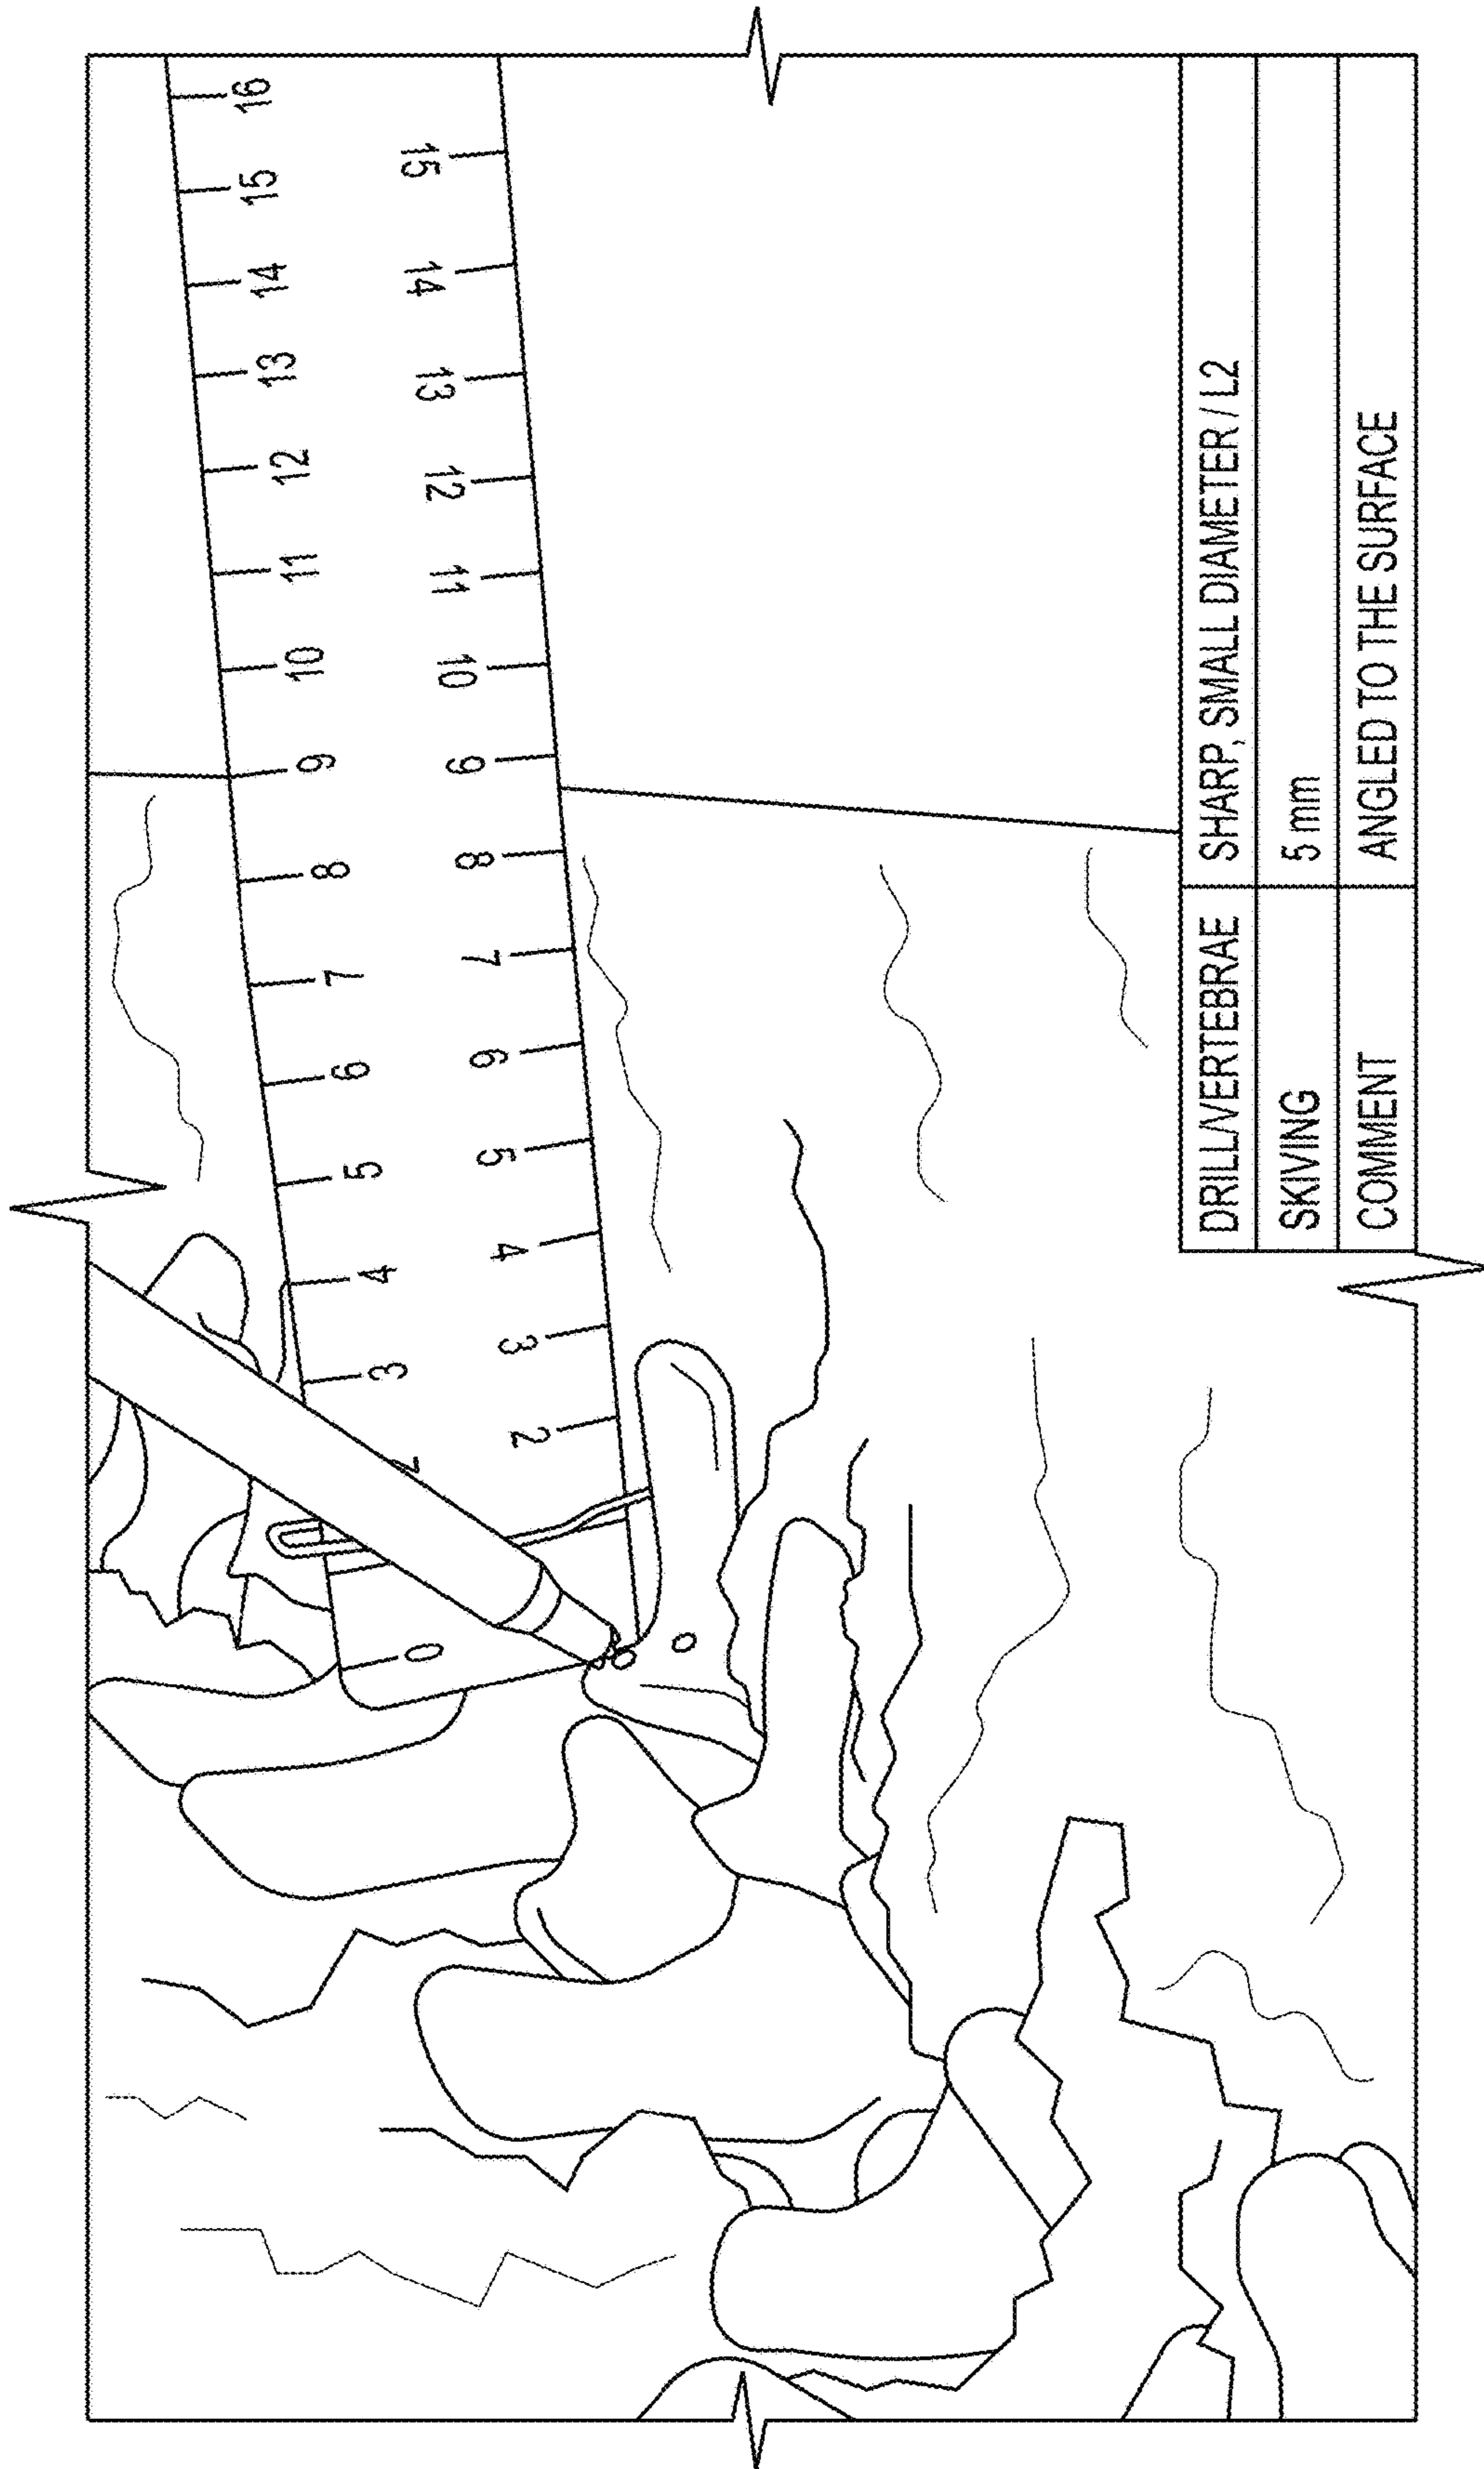 0 3 4 5 6 7 8 9 10 11 12 13 14 15 16
2 3 4 5 6 7 8 9 10 11 12 13 14 15
DRILL/VERTEBRAE SHARP, SMALL DIAMETER / L2
SKIVING 5 mm
COMMENT ANGLED TO THE SURFACE